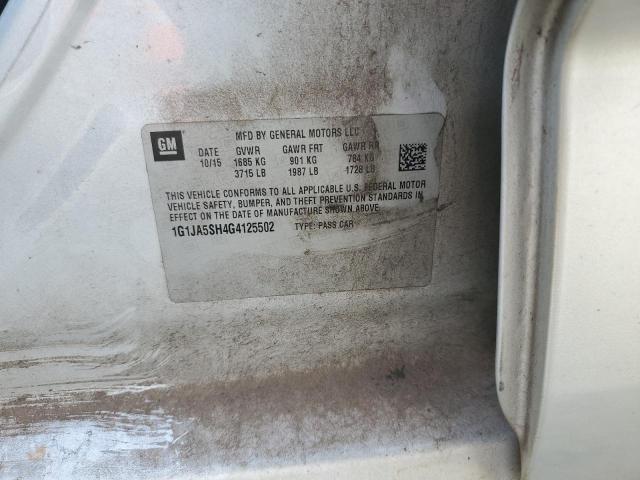 GM
MFD BY GENERAL MOTORS LLC
DATE GVWR GAWR FRT GAWR RR
10/15 1685 KG 901 KG 784 KG
3715 LB 1987 LB 1728 LB
THIS VEHICLE CONFORMS TO ALL APPLICABLE U.S. FEDERAL MOTOR
VEHICLE SAFETY, BUMPER, AND THEFT PREVENTION STANDARDS IN
EFFECT ON THE DATE OF MANUFACTURE SHOWN ABOVE.
1G1JA5SH4G4125502 TYPE: PASS CAR